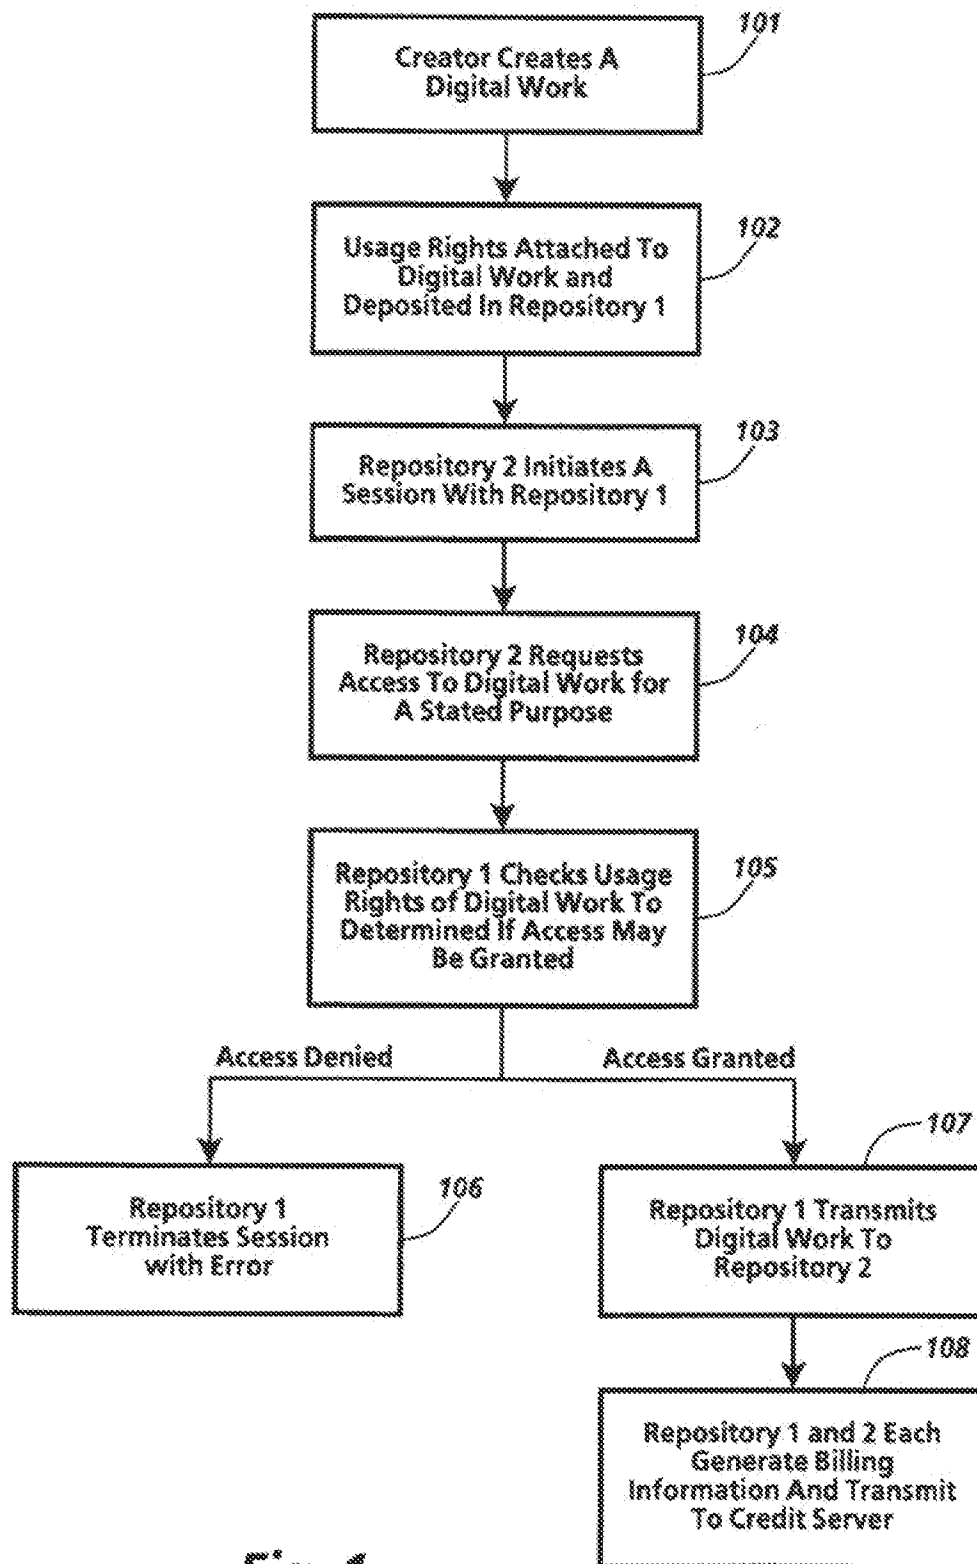 101
Creator Creates A
Digital Work
102
Usage Rights Attached To
Digital Work and
Deposited In Repository 1
103
Repository 2 Initiates A
Session With Repository 1
104
Repository 2 Requests
Access To Digital Work for
A Stated Purpose
105
Repository 1 Checks Usage
Rights of Digital Work To
Determined If Access May
Be Granted
Access Denied
Access Granted
106
Repository 1
Terminates Session
with Error
107
Repository 1 Transmits
Digital Work To
Repository 2
108
Repository 1 and 2 Each
Generate Billing
Information And Transmit
To Credit Server
Fig. 1